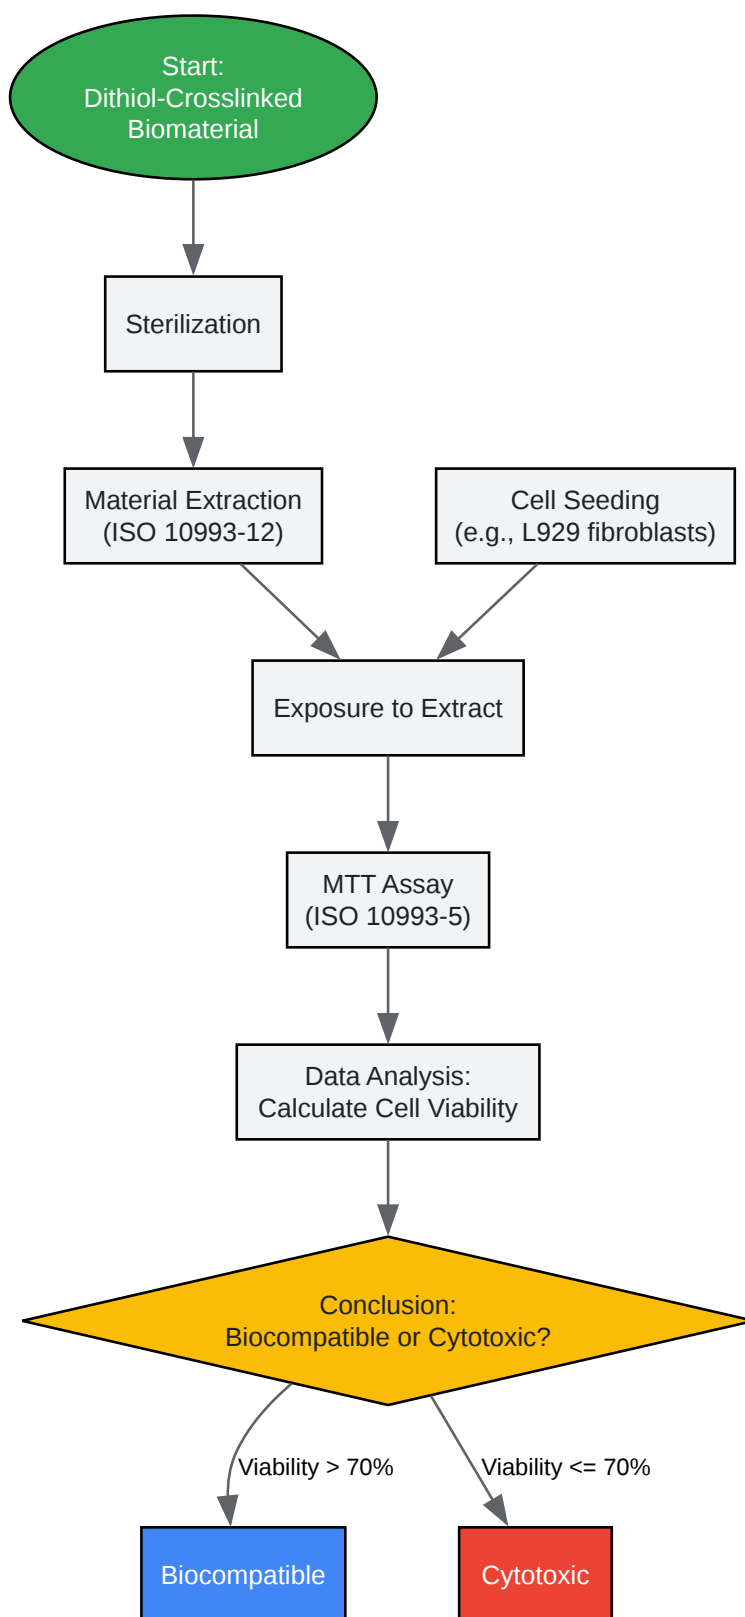 Start:
Dithiol-Crosslinked
Biomaterial
Sterilization
Material Extraction
(ISO 10993-12)
Cell Seeding
(e.g., L929 fibroblasts)
Exposure to Extract
MTT Assay
(ISO 10993-5)
Data Analysis:
Calculate Cell Viability
Conclusion:
Biocompatible or Cytotoxic?
Viability > 70%
Viability <= 70%
Biocompatible
Cytotoxic